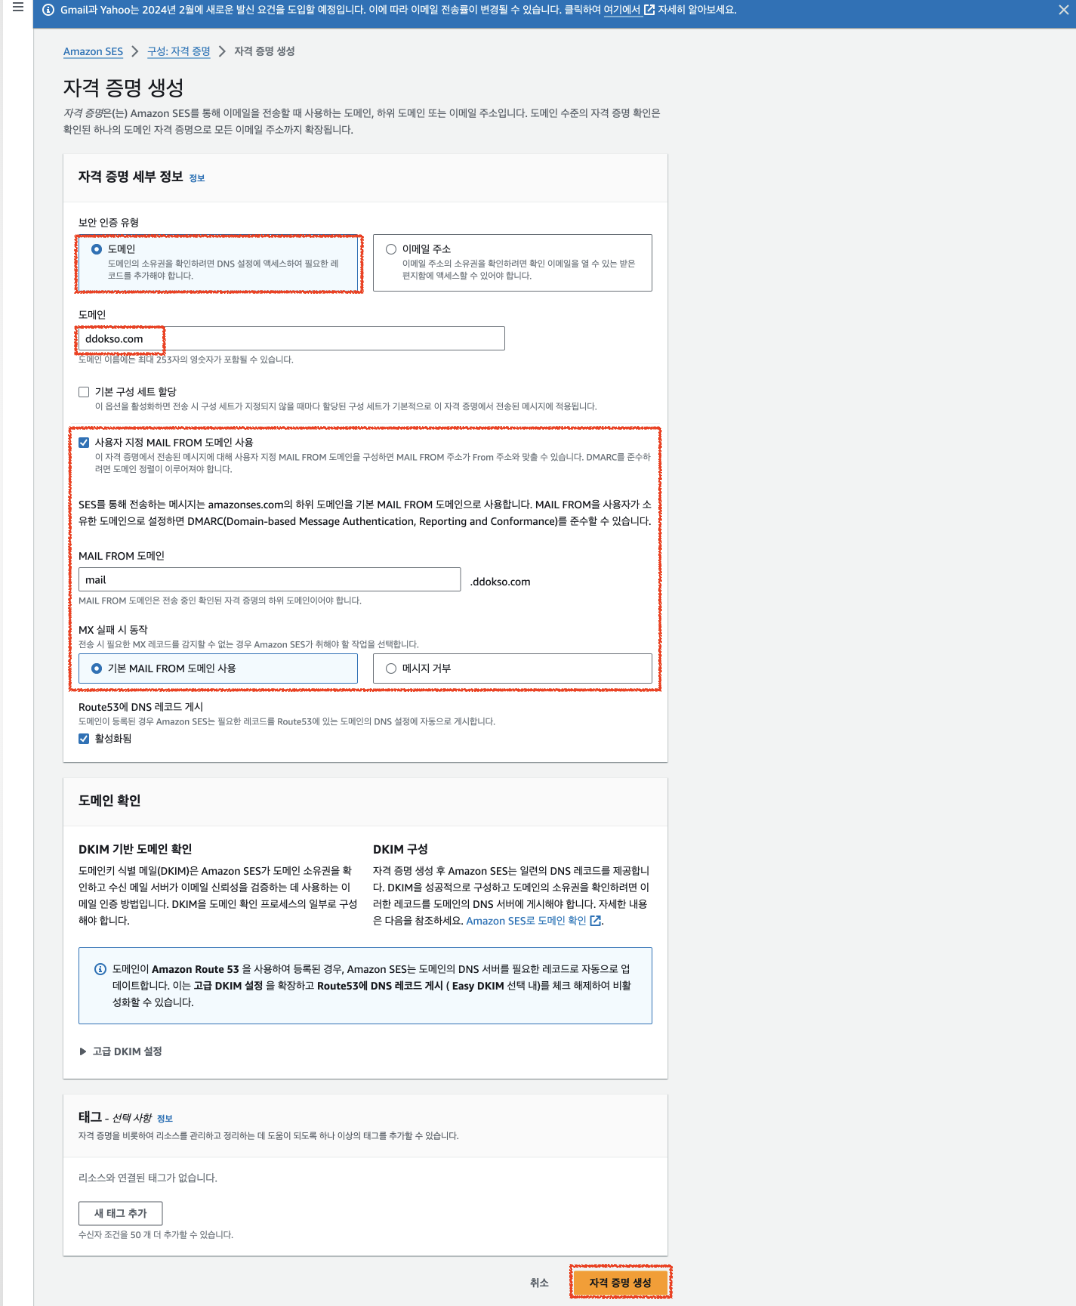 Gmail과 Yahoo는 2024년 2월에 새로운 발신 요건을 도입할 예정입니다. 이에 따라 이메일 전송률이 변경될 수 있습니다. 클릭하여 여기에서 자세히 알아보세요.
Amazon SES > 구성: 자격 증명 > 자격 증명 생성
자격 증명 생성
자격 증명은(는) Amazon SES를 통해 이메일을 전송할 때 사용하는 도메인, 하위 도메인 또는 이메일 주소입니다. 도메인 수준의 자격 증명 확인은
확인된 하나의 도메인 자격 증명으로 모든 이메일 주소까지 확장됩니다.
자격 증명 세부 정보 정보
보안 인증 유형
도메인
도메인의 소유권을 확인하려면 DNS 설정에 액세스하여 필요한 레
코드를 추가해야 합니다.
이메일 주소
이메일 주소의 소유권을 확인하려면 확인 이메일을 열 수 있는 받은
편지함에 액세스할 수 있어야 합니다.
도메인
ddokso.com
도메인 이름에는 최대 253자의 영숫자가 포함될 수 있습니다.
기본 구성 세트 할당
이 옵션을 활성화하면 전송 시 구성 세트가 지정되지 않을 때마다 할당된 구성 세트가 기본적으로 이 자격 증명에서 전송된 메시지에 적용됩니다.
사용자 지정 MAIL FROM 도메인 사용
이 자격 증명에서 전송된 메시지에 대해 사용자 지정 MAIL FROM 도메인을 구성하면 MAIL FROM 주소가 From 주소와 맞출 수 있습니다. DMARC를 준수하
려면 도메인 정렬이 이루어져야 합니다.
SES를 통해 전송하는 메시지는 amazonses.com의 하위 도메인을 기본 MAIL FROM 도메인으로 사용합니다. MAIL FROM을 사용자가 소
유한 도메인으로 설정하면 DMARC(Domain-based Message Authentication, Reporting and Conformance)를 준수할 수 있습니다.
MAIL FROM 도메인
mail .ddokso.com
MAIL FROM 도메인은 전송 중인 확인된 자격 증명의 하위 도메인이어야 합니다.
MX 실패 시 동작
전송 시 필요한 MX 레코드를 감지할 수 없는 경우 Amazon SES가 취해야 할 작업을 선택합니다.
기본 MAIL FROM 도메인 사용
메시지 거부
Route53에 DNS 레코드 게시
도메인이 등록된 경우 Amazon SES는 필요한 레코드를 Route53에 있는 도메인의 DNS 설정에 자동으로 게시합니다.
활성화됨
도메인 확인
DKIM 기반 도메인 확인
도메인키 식별 메일(DKIM)은 Amazon SES가 도메인 소유권을 확
인하고 수신 메일 서버가 이메일 신뢰성을 검증하는 데 사용하는 이
메일 인증 방법입니다. DKIM을 도메인 확인 프로세스의 일부로 구성
해야 합니다.
DKIM 구성
자격 증명 생성 후 Amazon SES는 일련의 DNS 레코드를 제공합니
다. DKIM을 성공적으로 구성하고 도메인의 소유권을 확인하려면 이
러한 레코드를 도메인의 DNS 서버에 게시해야 합니다. 자세한 내용
은 다음을 참조하세요. Amazon SES로 도메인 확인.
도메인이 Amazon Route 53 을 사용하여 등록된 경우, Amazon SES는 도메인의 DNS 서버를 필요한 레코드로 자동으로 업
데이트합니다. 이는 고급 DKIM 설정 을 확장하고 Route53에 DNS 레코드 게시 ( Easy DKIM 선택 내)를 체크 해제하여 비활
성화할 수 있습니다.
고급 DKIM 설정
태그 - 선택 사항 정보
자격 증명을 비롯하여 리소스를 관리하고 정리하는 데 도움이 되도록 하나 이상의 태그를 추가할 수 있습니다.
리소스와 연결된 태그가 없습니다.
새 태그 추가
수신자 조건을 50 개 더 추가할 수 있습니다.
취소
자격 증명 생성